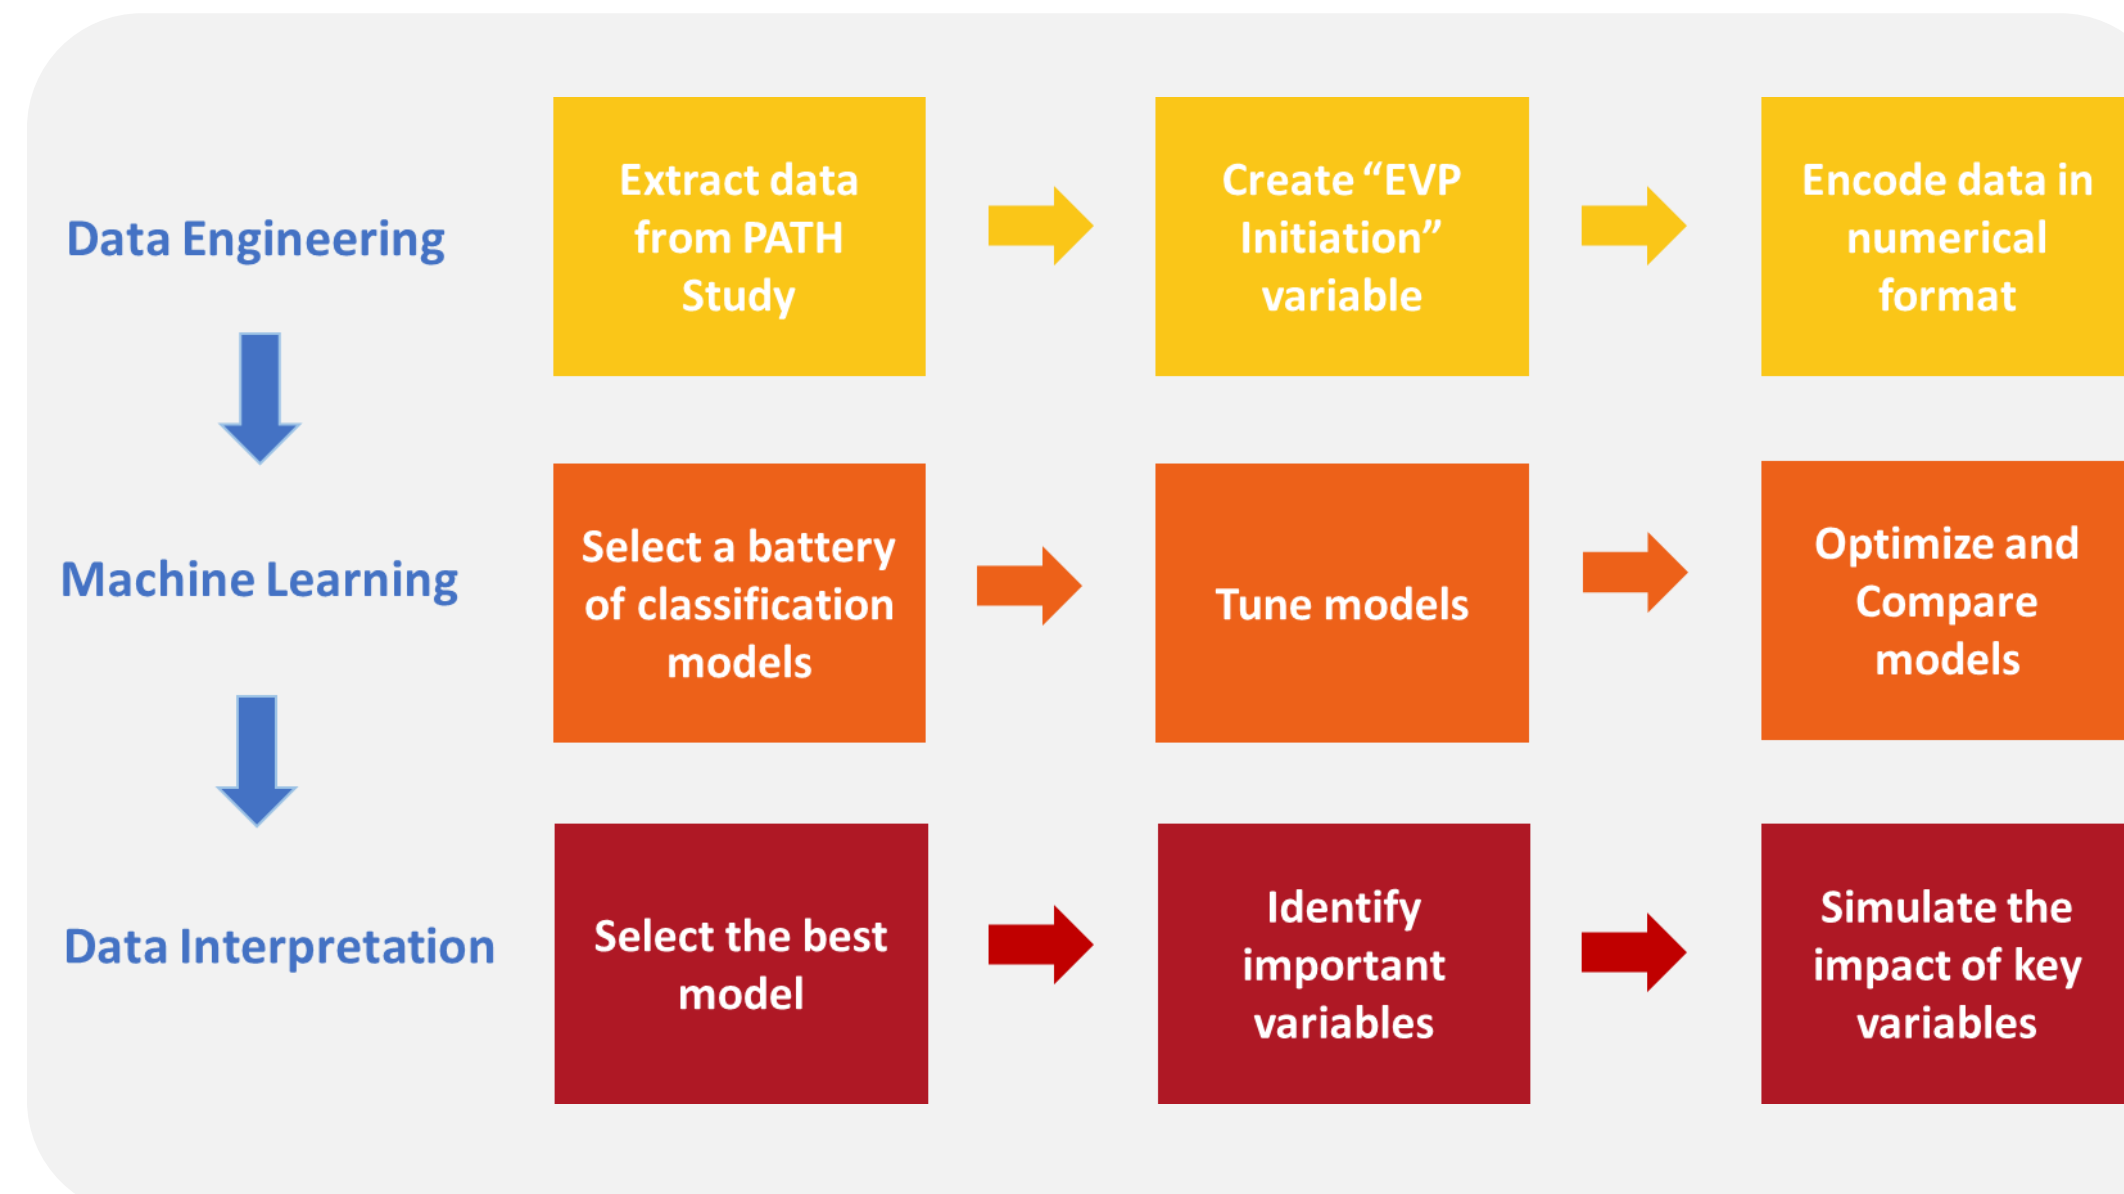 Data Engineering
Extract data
from PATH
Study
Create “EVP
Initiation”
variable
Encode data in
numerical
format
Machine Learning
Select a battery
of classification
models
Tune models
Optimize and
Compare
models
Data Interpretation
Select the best
model
Identify
important
variables
Simulate the
impact of key
variables